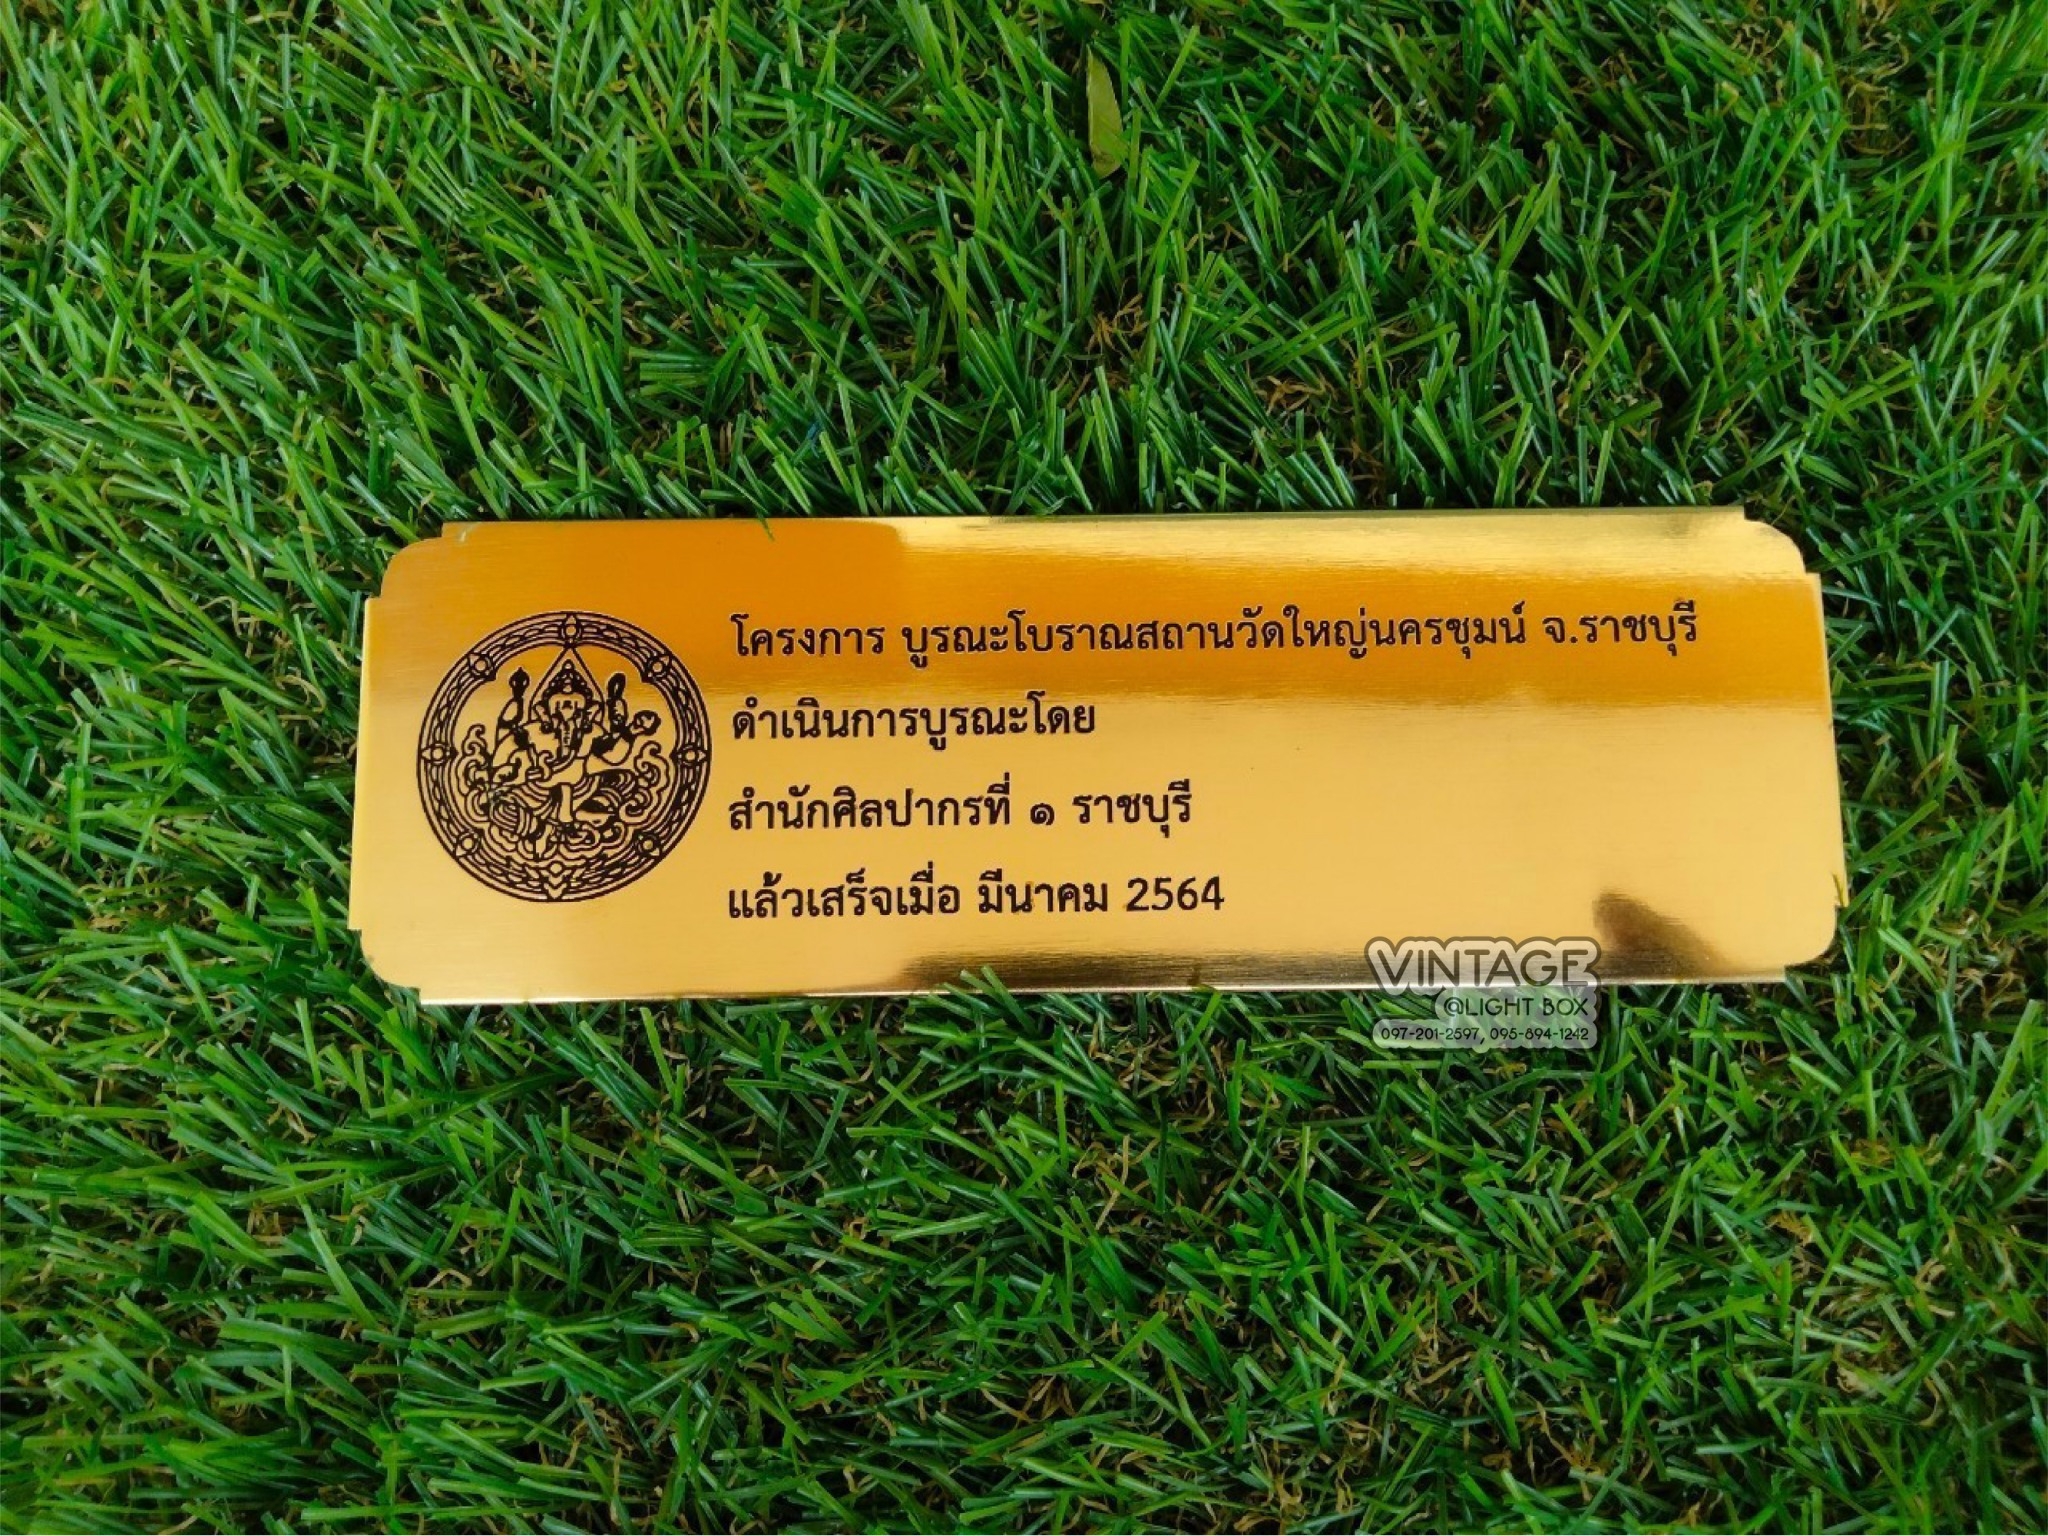 โครงการ บูรณะโบราณสถานวัดใหญ่นครชุมน์ จ.ราชบุรี
ดำเนินการบูรณะโดย
สำนักศิลปากรที่ ๑ ราชบุรี
แล้วเสร็จเมื่อ มีนาคม 2564
VINTAGE
@LIGHT BOX
097-201-2597, 095-894-1242